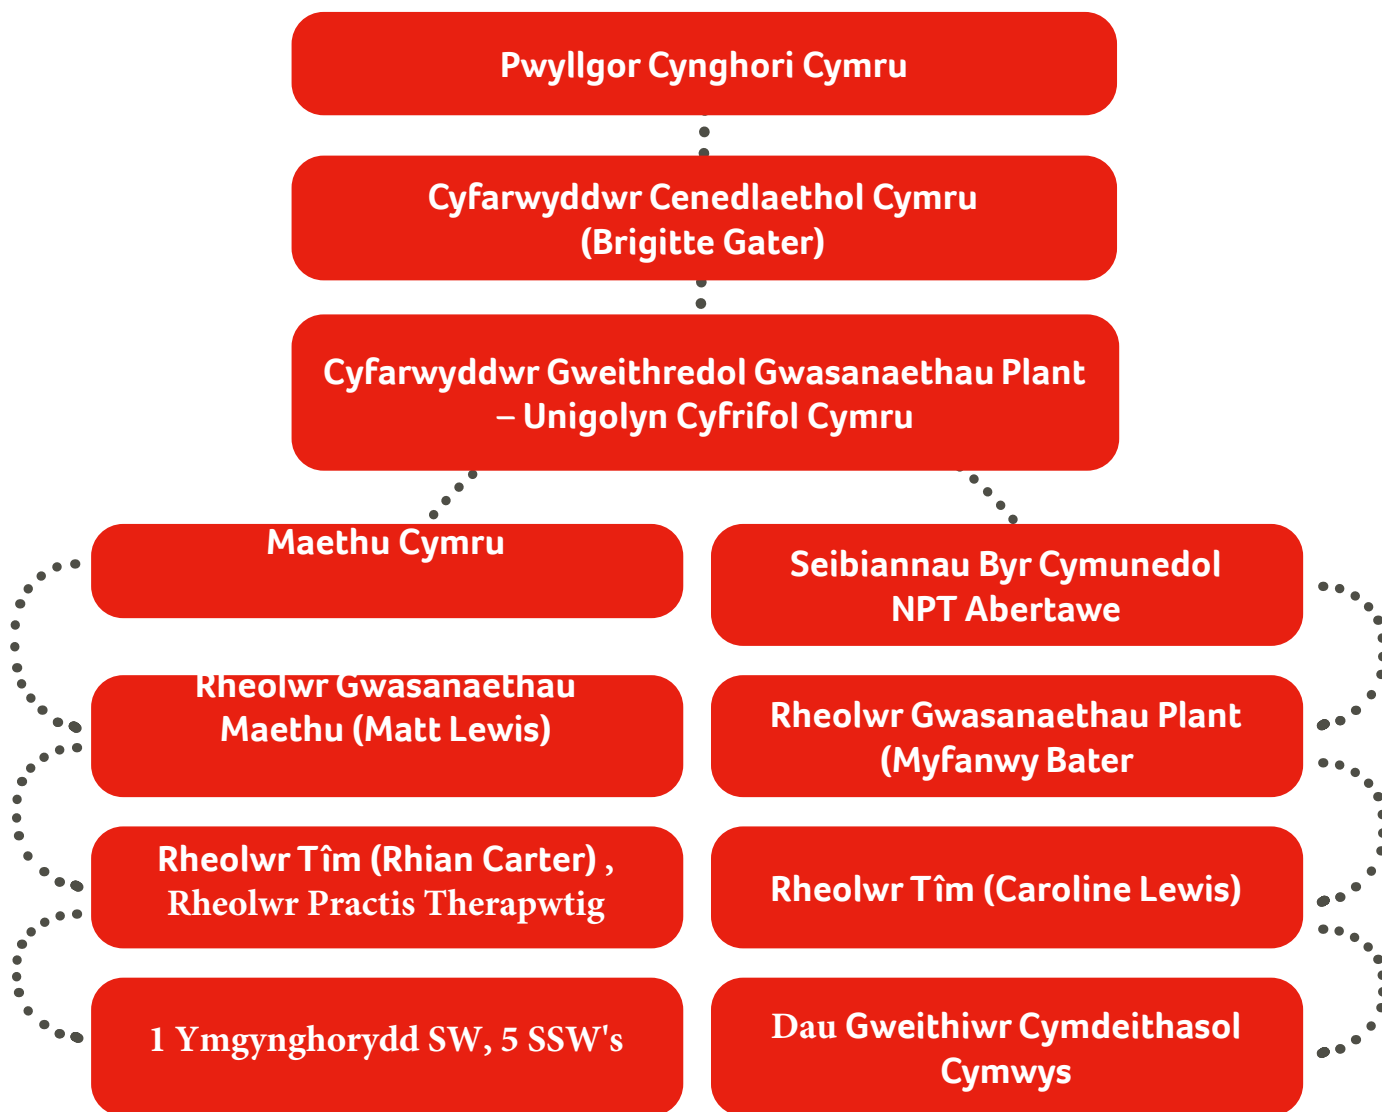 Pwyllgor Cynghori Cymru
Cyfarwyddwr Cenedlaethol Cymru
(Brigitte Gater)
Cyfarwyddwr Gweithredol Gwasanaethau Plant
– Unigolyn Cyfrifol Cymru
Maethu Cymru
Rheolwr Gwasanaethau
Maethu (Matt Lewis)
Rheolwr Tîm (Rhian Carter) ,
Rheolwr Practis Therapwtig
1 Ymgynghorydd SW, 5 SSW's
Seibiannau Byr Cymunedol
NPT Abertawe
Rheolwr Gwasanaethau Plant
(Myfanwy Bater
Rheolwr Tîm (Caroline Lewis)
Dau Gweithiwr Cymdeithasol
Cymwys